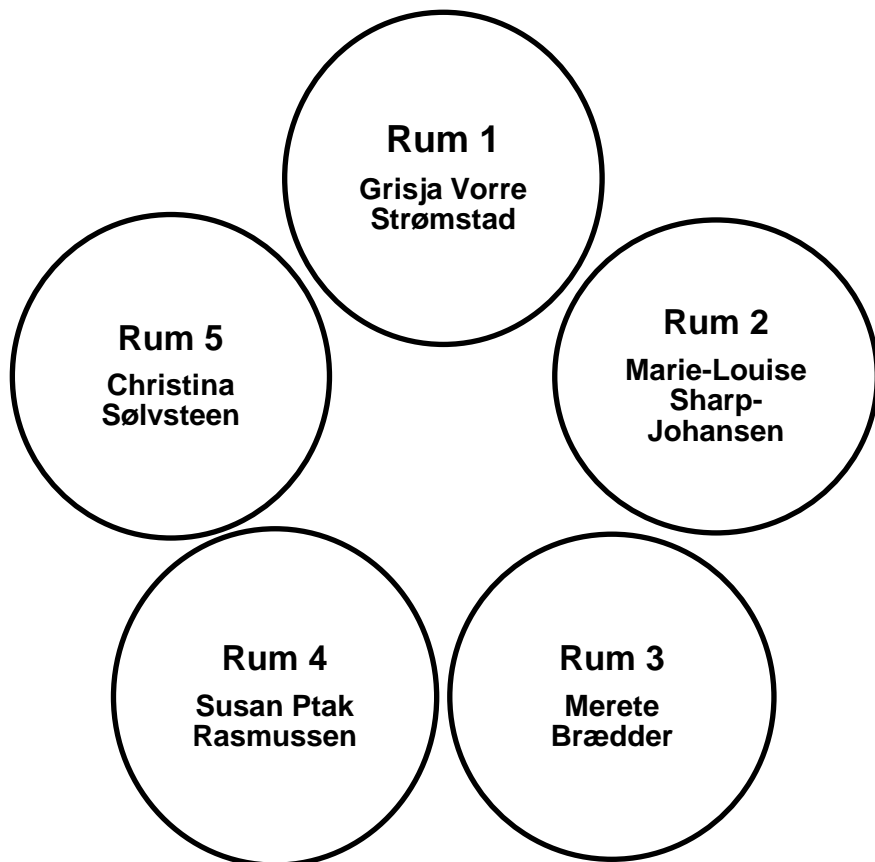 Rum 1
Grisja Vorre
Strømstad
Rum 2
Marie-Louise
Sharp-
Johansen
Rum 3
Merete
Brædder
Rum 4
Susan Ptak
Rasmussen
Rum 5
Christina
Sølvsteen